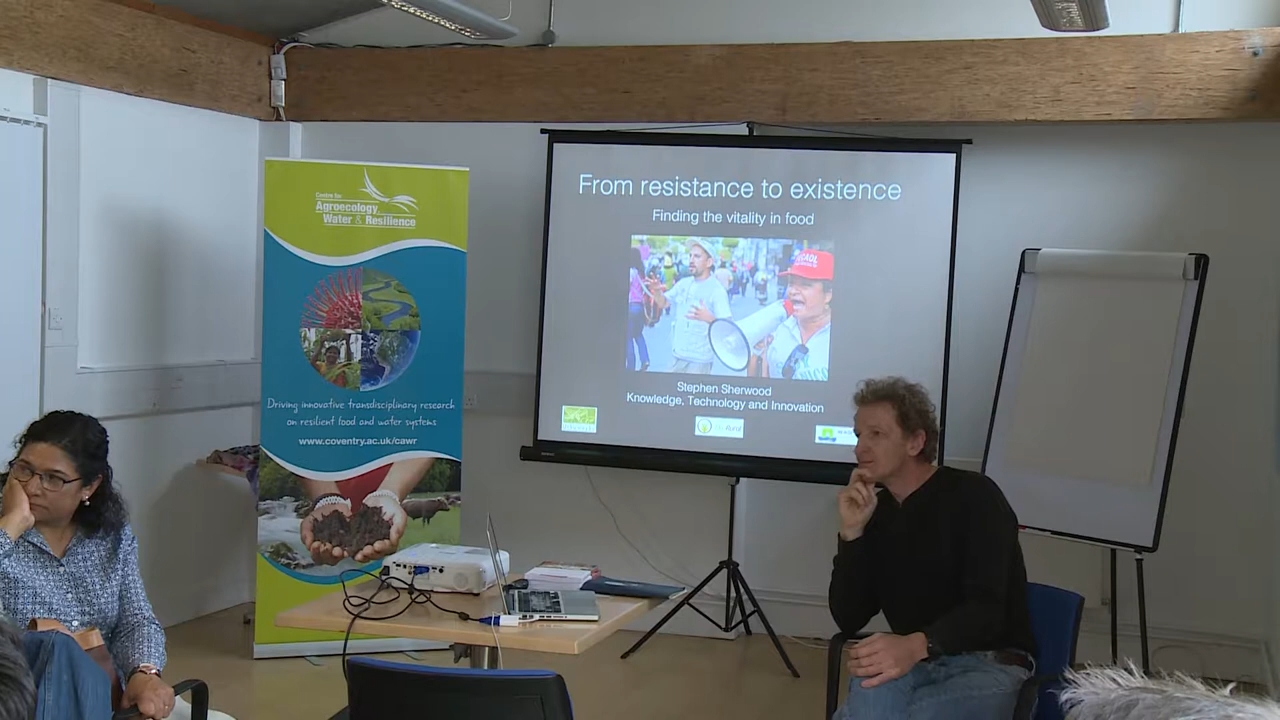 Centre for
Agroecology
Water & Resilience
Driving innovative transdisciplinary research
on resilient food and water systems
www.coventry.ac.uk/cawr
From resistance to existence
Finding the vitality in food
Stephen Sherwood
Knowledge, Technology and Innovation